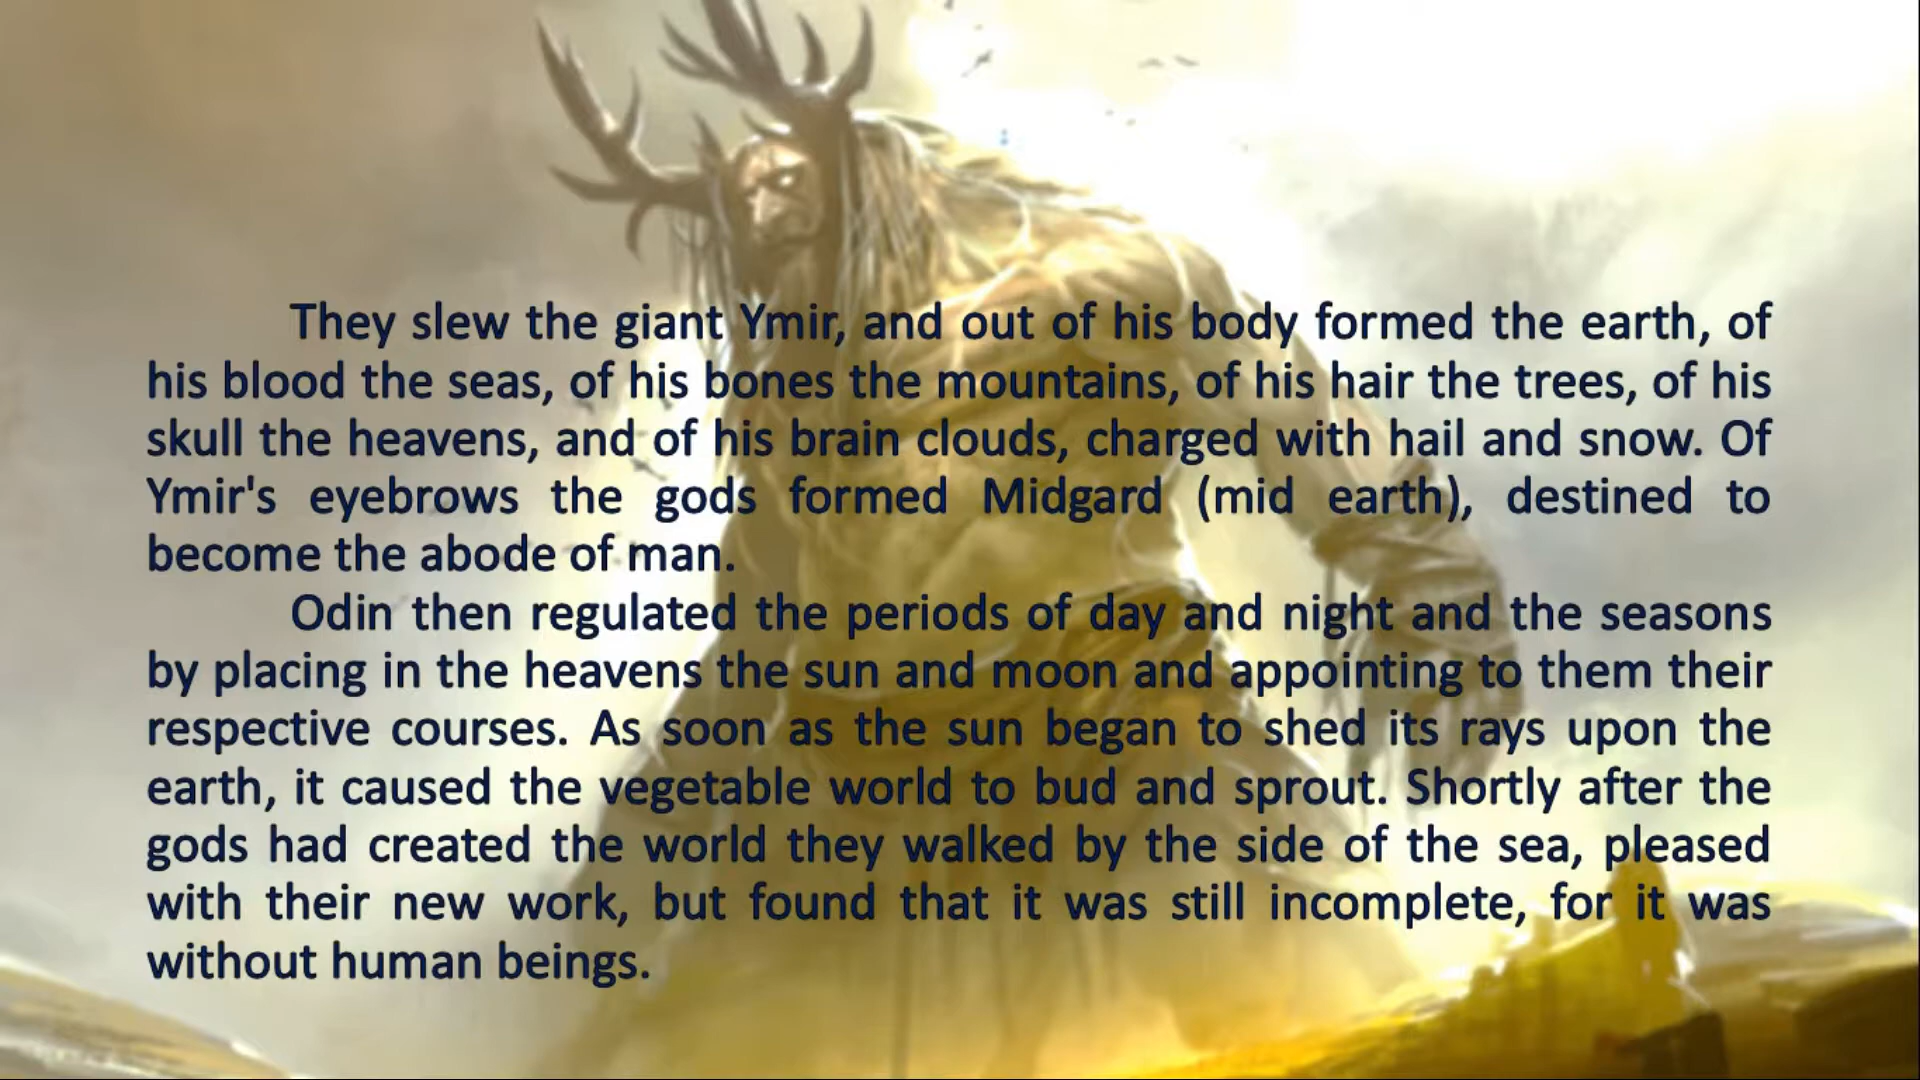 They slew the giant Ymir, and out of his body formed the earth, of
his blood the seas, of his bones the mountains, of his hair the trees, of his
skull the heavens, and of his brain clouds, charged with hail and snow. Of
Ymir's eyebrows the gods formed Midgard (mid earth), destined to
become the abode of man.
Odin then regulated the periods of day and night and the seasons
by placing in the heavens the sun and moon and appointing to them their
respective courses. As soon as the sun began to shed its rays upon the
earth, it caused the vegetable world to bud and sprout. Shortly after the
gods had created the world they walked by the side of the sea, pleased
with their new work, but found that it was still incomplete, for it was
without human beings.